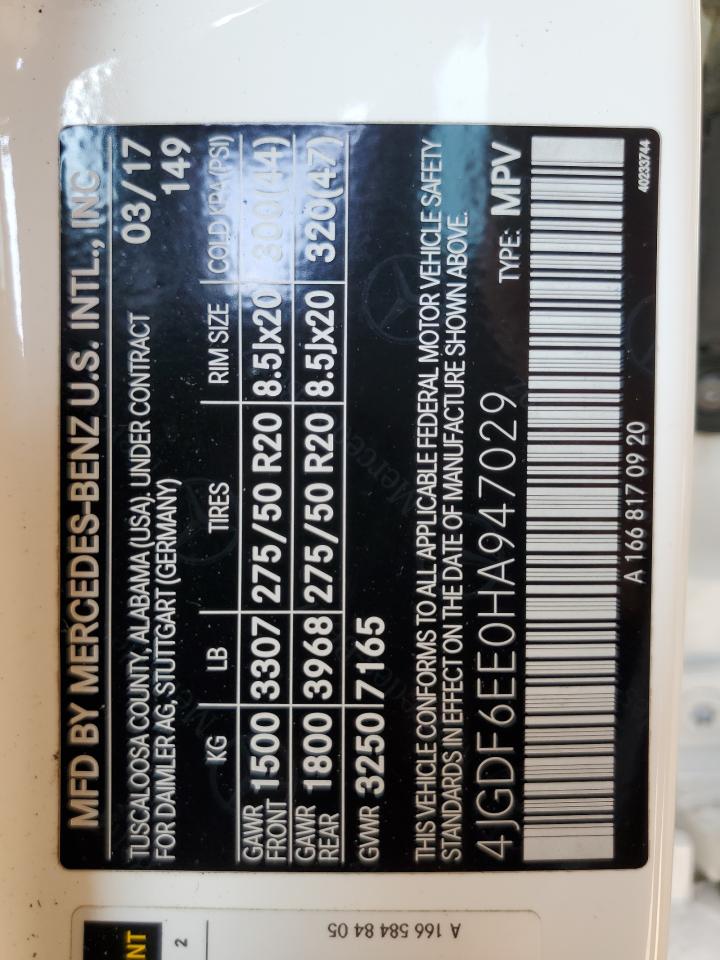 MFD BY MERCEDES-BENZ U.S. INTL., INC
TUSCALOOSA COUNTY, ALABAMA (USA), UNDER CONTRACT 03/17
FOR DAIMLER AG, STUTTGART (GERMANY) 149
KG LB TIRES RIM SIZE COLD KPA (PSI)
GAWR FRONT 1500 3307 275/50 R20 8.5jx20 300(44)
GAWR REAR 1800 3968 275/50 R20 8.5jx20 320(47)
GVWR 3250 7165
THIS VEHICLE CONFORMS TO ALL APPLICABLE FEDERAL MOTOR VEHICLE SAFETY
STANDARDS IN EFFECT ON THE DATE OF MANUFACTURE SHOWN ABOVE.
4JGDF6EE0HA947029 TYPE: MPV
A 166 817 09 20
40233744
NT
2
A 166 584 84 05